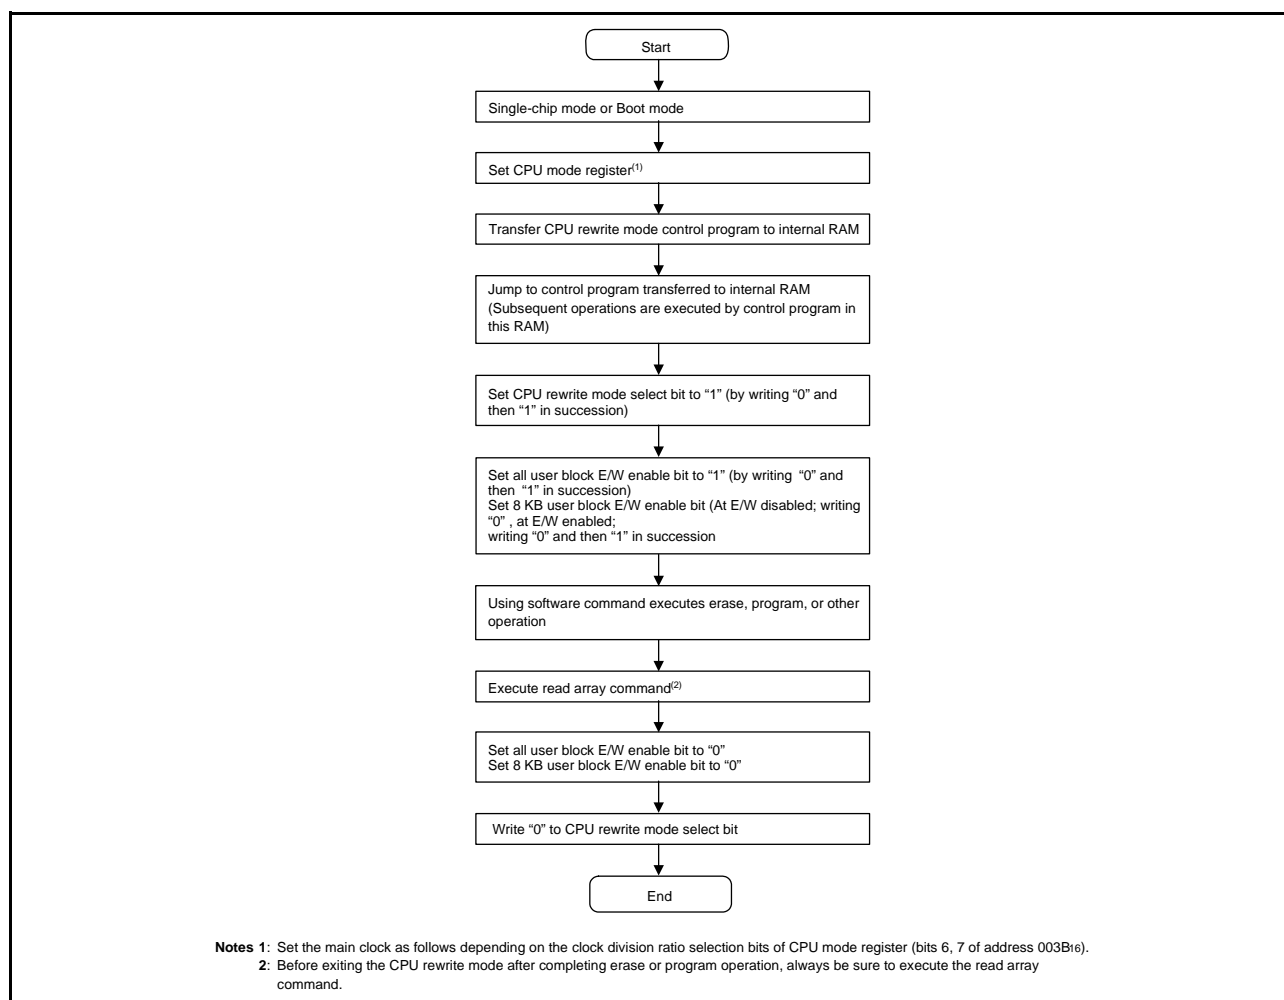 Start
Single-chip mode or Boot mode
Set CPU mode register(1)
Transfer CPU rewrite mode control program to internal RAM
Jump to control program transferred to internal RAM
(Subsequent operations are executed by control program in
this RAM)
Set CPU rewrite mode select bit to “1” (by writing “0” and
then “1” in succession)
Set all user block E/W enable bit to “1” (by writing “0” and
then “1” in succession)
Set 8 KB user block E/W enable bit (At E/W disabled; writing
“0” , at E/W enabled;
writing “0” and then “1” in succession
Using software command executes erase, program, or other
operation
Execute read array command(2)
Set all user block E/W enable bit to “0”
Set 8 KB user block E/W enable bit to “0”
Write “0” to CPU rewrite mode select bit
End
Notes 1: Set the main clock as follows depending on the clock division ratio selection bits of CPU mode register (bits 6, 7 of address 003B16).
2: Before exiting the CPU rewrite mode after completing erase or program operation, always be sure to execute the read array
command.